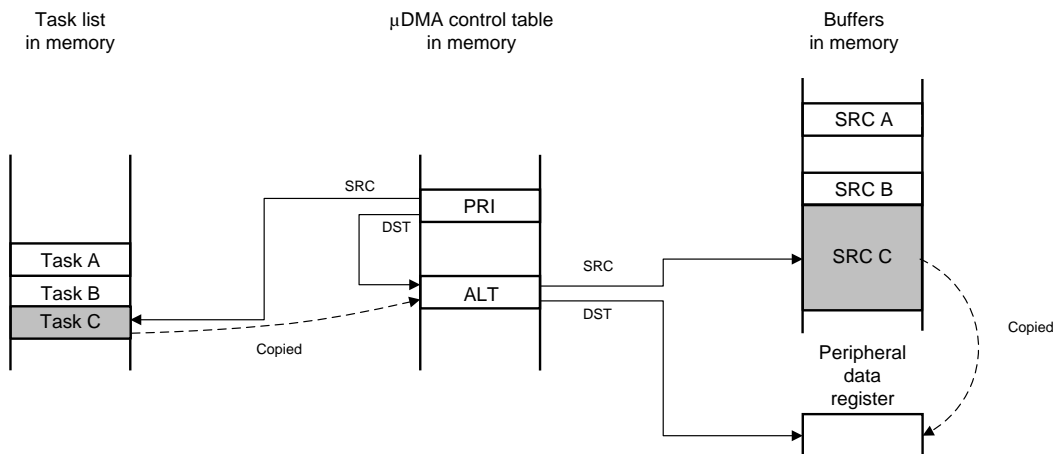 Task list
in memory
μDMA control table
in memory
Buffers
in memory
SRC A
SRC B
SRC
PRI
DST
Task A
SRC C
SRC
Task B
ALT
DST
Task C
Copied
Copied
Peripheral
data
register